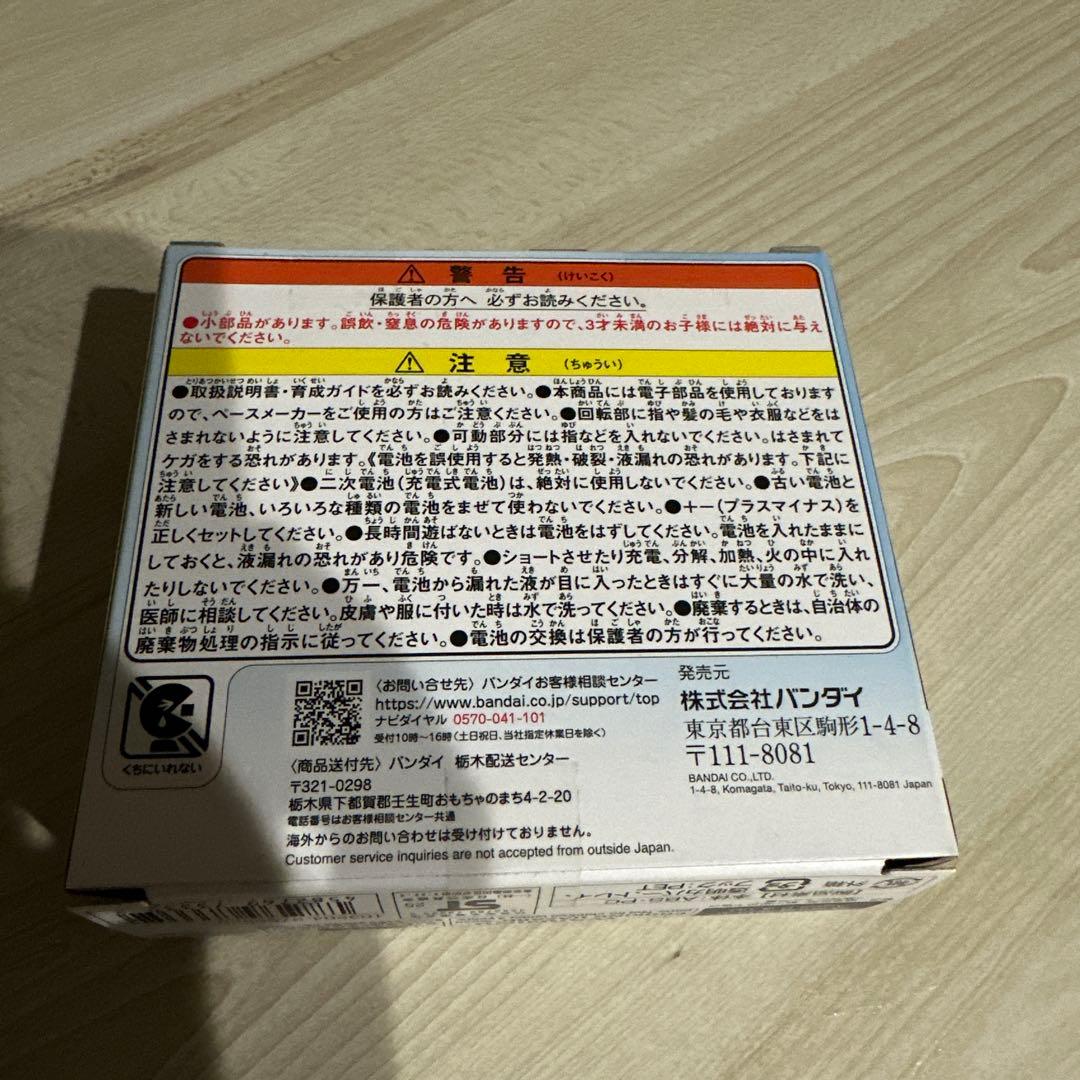 警告 (けいこく)
保護者の方へ 必ずお読みください。
●小部品があります。誤飲・窒息の危険がありますので、3才未満のお子様には絶対に与え
ないでください。
注意 (ちゅうい)
●取扱説明書・育成ガイドを必ずお読みください。●本商品には電子部品を使用しております
ので、ペースメーカーをご使用の方はご注意ください。●回転部に指や髪の毛や衣服などをは
さまれないように注意してください。●可動部分には指などを入れないでください。はさまれて
ケガをする恐れがあります。《電池を誤使用すると発熱・破裂・液漏れの恐れがあります。下記に
注意してください》●二次電池(充電式電池)は、絶対に使用しないでください。●古い電池と
新しい電池、いろいろな種類の電池をまぜて使わないでください。●+−(プラスマイナス)を
正しくセットしてください。●長時間遊ばないときは電池をはずしてください。電池を入れたままに
しておくと、液漏れの恐れがあり危険です。●ショートさせたり充電、分解、加熱、火の中に入れ
たりしないでください。●万一、電池から漏れた液が目に入ったときはすぐに大量の水で洗い、
医師に相談してください。皮膚や服に付いた時は水で洗ってください。●廃棄するときは、自治体の
廃棄物処理の指示に従ってください。●電池の交換は保護者の方が行ってください。
くちにいれない
〈お問い合せ先〉バンダイお客様相談センター
https://www.bandai.co.jp/support/top
ナビダイヤル 0570-041-101
受付10時〜16時(土日祝日、当社指定休業日を除く)
〈商品送付先〉バンダイ 栃木配送センター
〒321-0298
栃木県下都賀郡壬生町おもちゃのまち4-2-20
電話番号はお客様相談センター共通
海外からのお問い合わせは受け付けておりません。
Customer service inquiries are not accepted from outside Japan.
発売元
株式会社バンダイ
東京都台東区駒形1-4-8
〒111-8081
BANDAI CO.,LTD.
1-4-8, Komagata, Taito-ku, Tokyo, 111-8081 Japan
外箱
本体:ABS・PC
透明カバー・トレイ、
フック:PET
ST